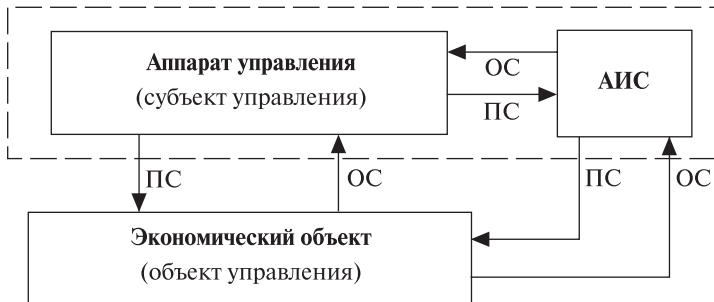 Аппарат управления
(субъект управления)
ОС
ПС
АИС
ПС
ОС
ПС
ОС
Экономический объект
(объект управления)